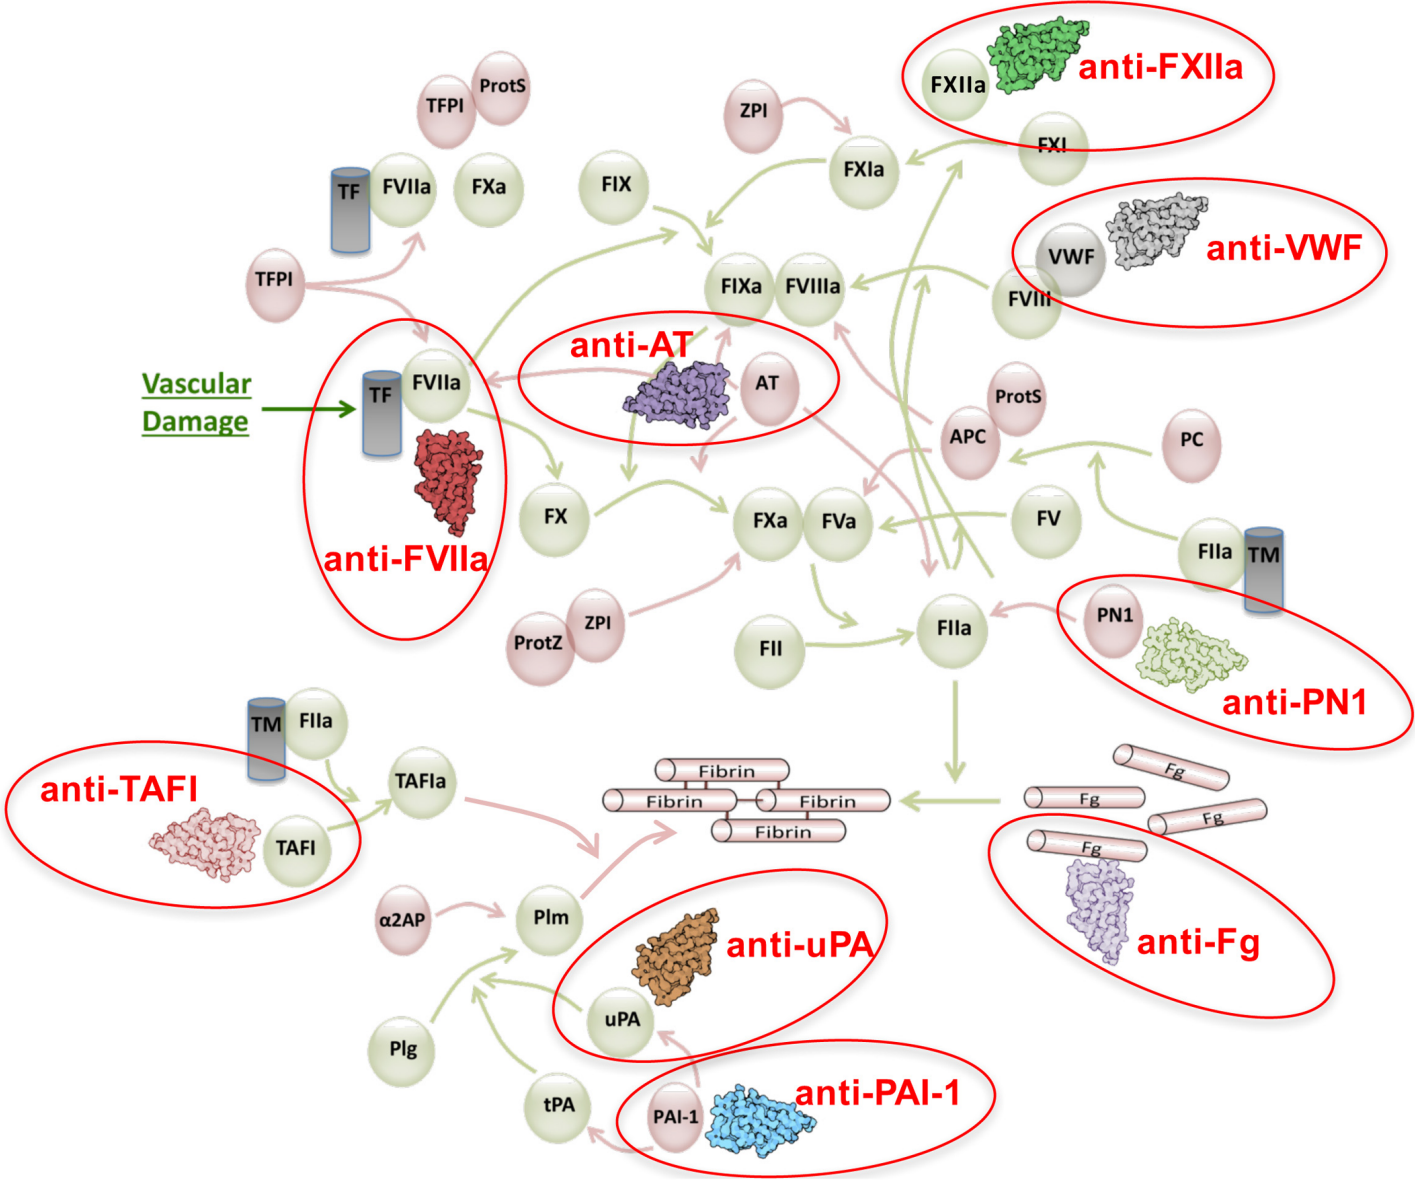 FXIIa
anti-FXIIa
ProtS
TFPI
ZPI
FXI
FXIa
TF
FVIIa
FXa
FIX
VWF
anti-VWF
TFPI
FIXa
FVIIIa
FVIII
anti-AT
AT
Vascular
Damage
TF
FVIIa
ProtS
APC
PC
FX
FXa
FVa
FV
FIIa
TM
anti-FVIIa
ProtZ
ZPI
FII
FIIa
PN1
anti-PN1
TM
FIIa
anti-TAFI
TAFIa
TAFI
Fibrin
Fibrin
Fibrin
Fibrin
Fg
Fg
Fg
Fg
anti-Fg
α2AP
Plm
anti-uPA
uPA
Plg
tPA
PAI-1
anti-PAI-1